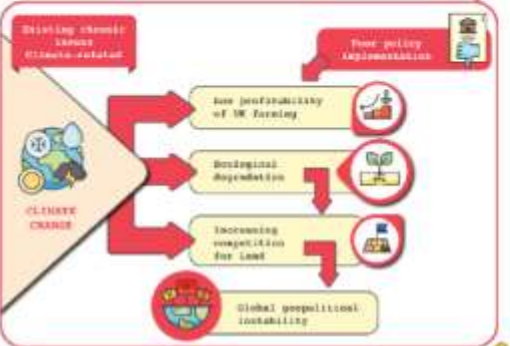 Existing chronic
issues
Climate-related
Poor policy
implementation
Low profitability
of UK farming
Ecological
degradation
CLIMATE
CHANGE
Increasing
competition
for land
Global geopolitical
instability